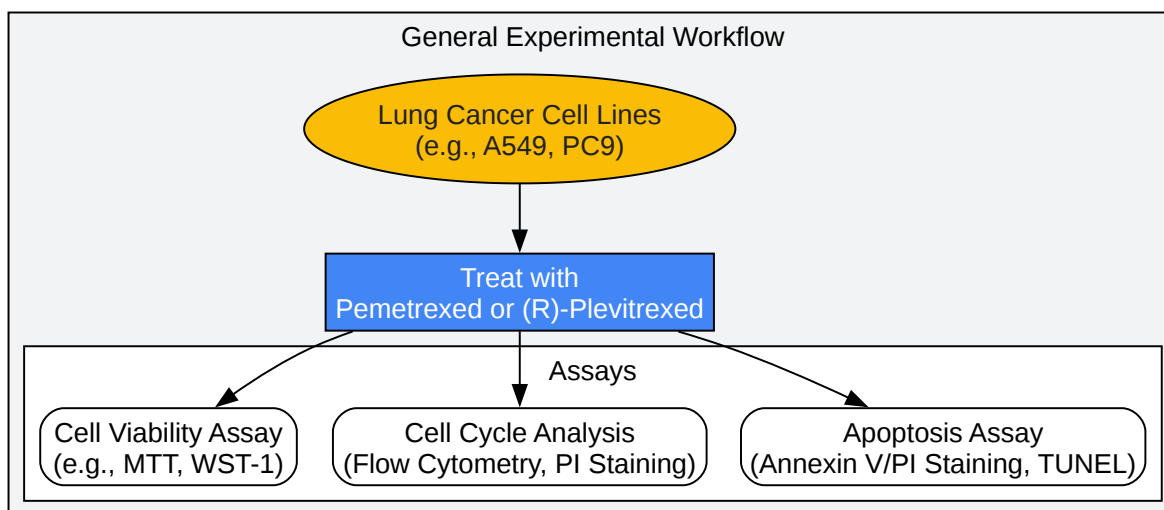 General Experimental Workflow
Lung Cancer Cell Lines
(e.g., A549, PC9)
Treat with
Pemetrexed or (R)-Plevitrexed
Assays
Cell Viability Assay
(e.g., MTT, WST-1)
Cell Cycle Analysis
(Flow Cytometry, PI Staining)
Apoptosis Assay
(Annexin V/PI Staining, TUNEL)